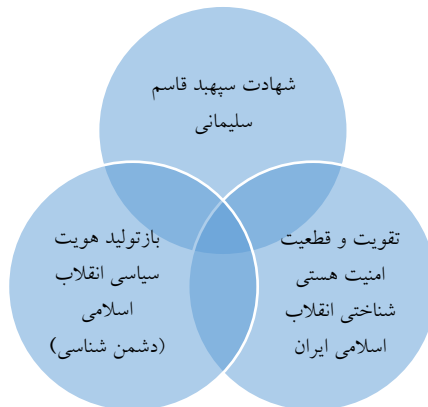 شهادت سپهبد قاسم
سلیمانی
تقویت و قطعیت
امنیت هستی
شناختی انقلاب
اسلامی ایران
بازتولید هویت
سیاسی انقلاب
اسلامی
(دشمن شناسی)